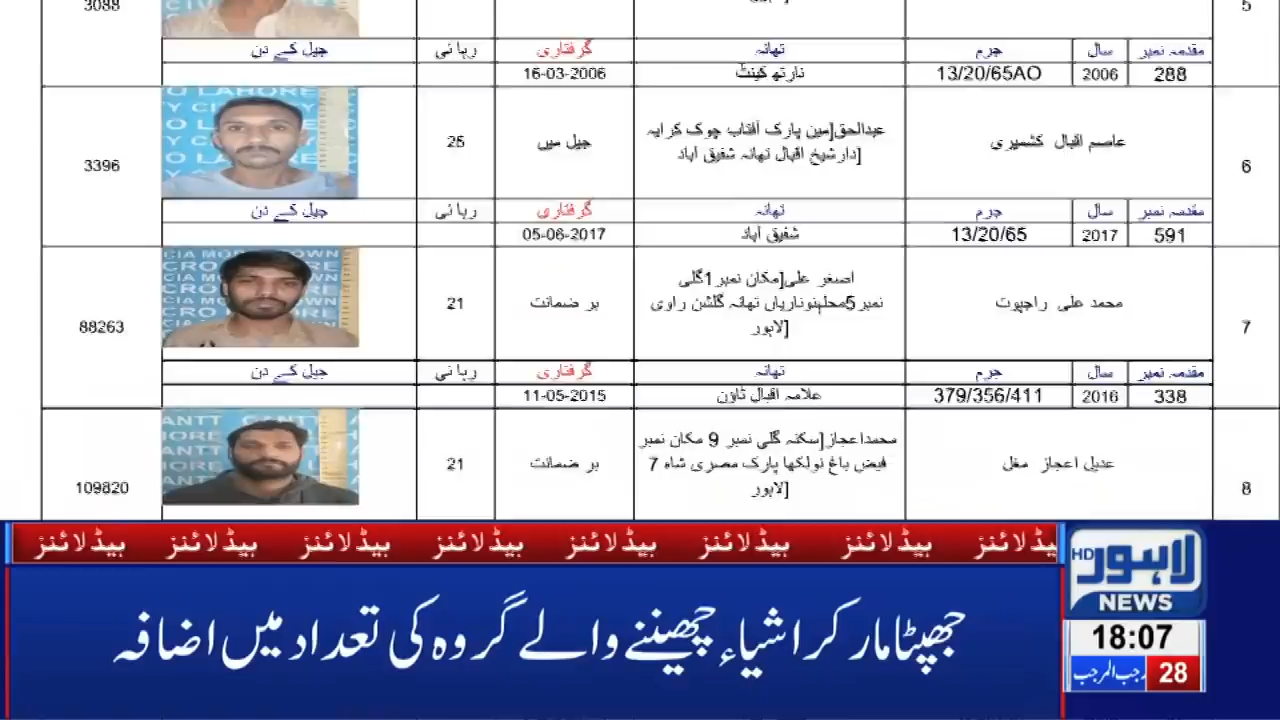 3088
5
مقدمہ نمبر سال جرم تھانہ گرفتاری رہائی جیل کے دن
288 2006 13/20/65AO نارتھ کینٹ 16-03-2006
6 عاصم اقبال کشمیری عبدالحق[مین پارک آفتاب چوک کرایہ جیل میں 25 3396
دارشیخ اقبال تھانہ شفیق آباد]
مقدمہ نمبر سال جرم تھانہ گرفتاری رہائی جیل کے دن
591 2017 13/20/65 شفیق آباد 05-06-2017
7 محمد علی راجپوت اصغر علی[مکان نمبر1گلی بر ضمانت 21 88263
نمبر5محلہنوناریاں تھانہ گلشن راوی
لاہور]
مقدمہ نمبر سال جرم تھانہ گرفتاری رہائی جیل کے دن
338 2016 379/356/411 علامہ اقبال ٹاؤن 11-05-2015
8 عدیل اعجاز مغل محمداعجاز[سکنہ گلی نمبر 9 مکان نمبر بر ضمانت 21 109820
7 فیض باغ نولکھا پارک مصری شاہ
لاہور]
ہیڈلائنز ہیڈلائنز ہیڈلائنز ہیڈلائنز ہیڈلائنز ہیڈلائنز ہیڈلائنز ہیڈلائنز
جھپٹا مار کر اشیاء چھیننے والے گروہ کی تعداد میں اضافہ
لاہور HD
NEWS
18:07
28 رجب المرجب